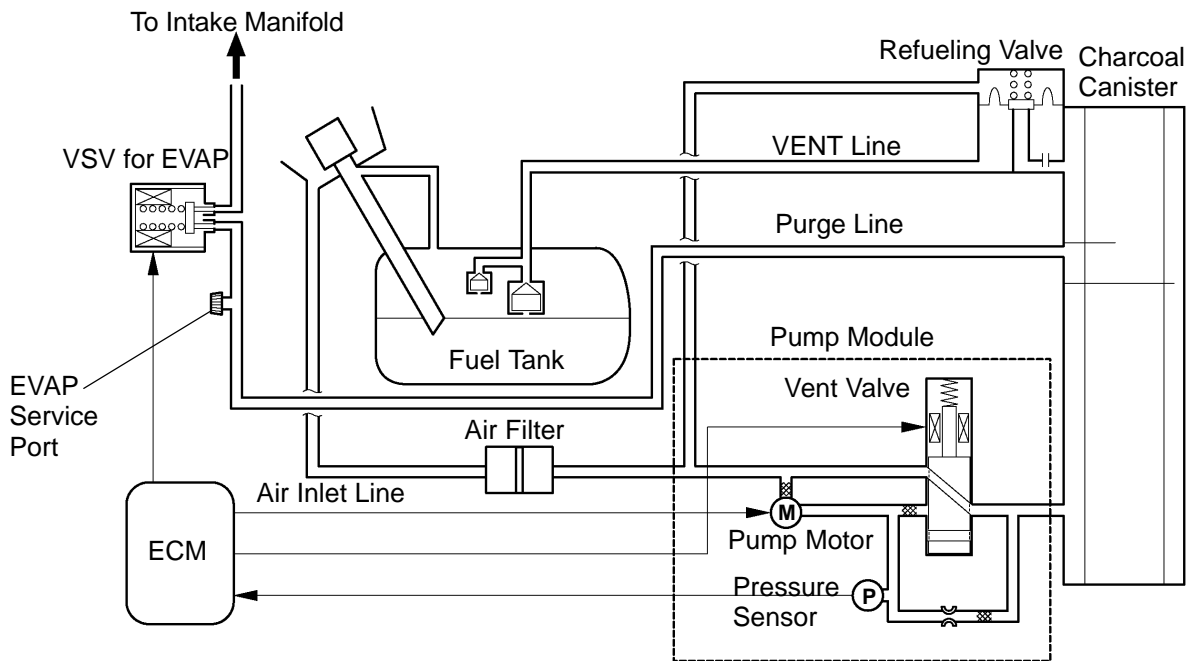 To Intake Manifold
Refueling Valve
Charcoal
Canister
VSV for EVAP
VENT Line
Purge Line
Fuel Tank
Pump Module
Vent Valve
EVAP
Service
Port
Air Filter
Air Inlet Line
M
Pump Motor
ECM
Pressure
Sensor
P